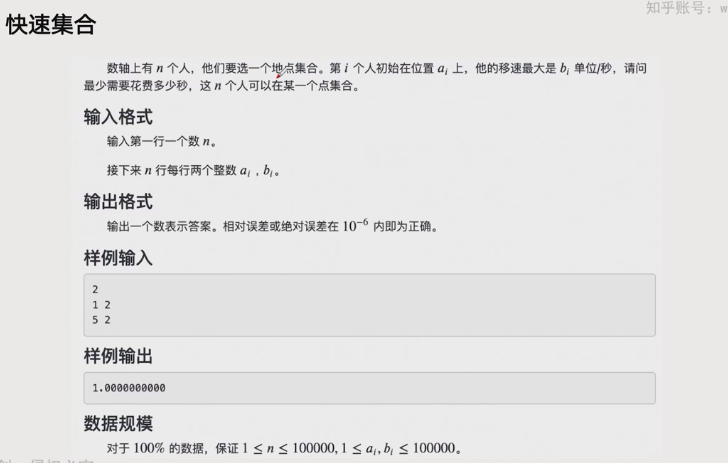 知乎账号：w
快速集合
数轴上有 n 个人，他们要选一个地点集合。第 i 个人初始在位置 a_i 上，他的移速最大是 b_i 单位/秒，请问
最少需要花费多少秒，这 n 个人可以在某一个点集合。
输入格式
输入第一行一个数 n。
接下来 n 行每行两个整数 a_i , b_i。
输出格式
输出一个数表示答案。相对误差或绝对误差在 10^{-6} 内即为正确。
样例输入
2
1 2
5 2
样例输出
1.0000000000
数据规模
对于 100% 的数据，保证 1 ≤ n ≤ 100000, 1 ≤ a_i, b_i ≤ 100000。